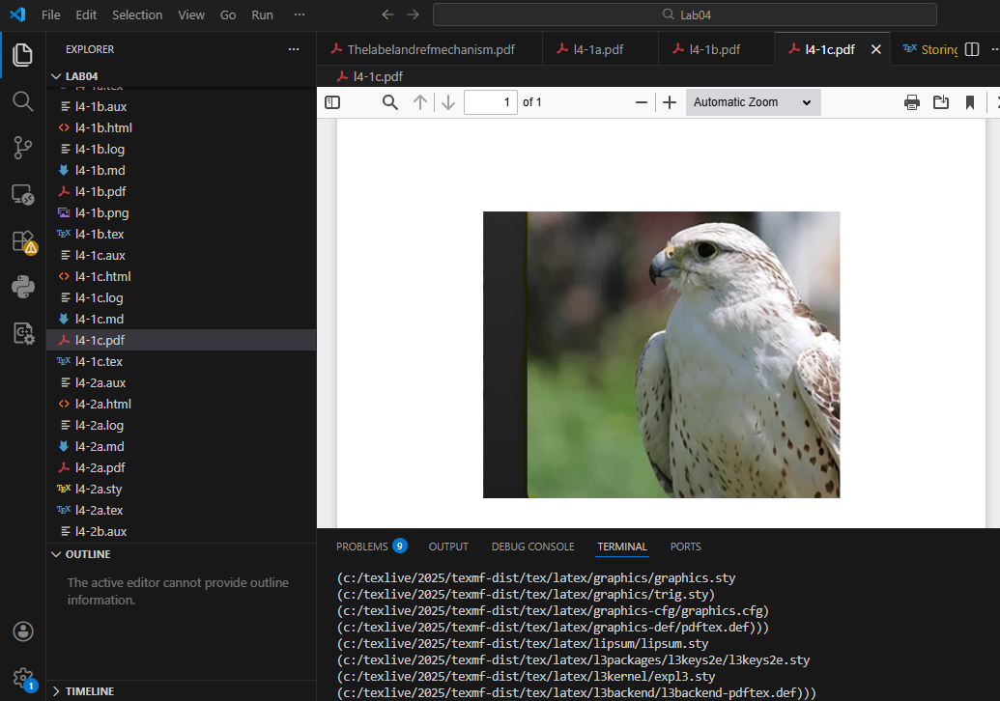 File Edit Selection View Go Run ··· Lab04
EXPLORER ···
LAB04
l4-1b.aux
l4-1b.html
l4-1b.log
l4-1b.md
l4-1b.pdf
l4-1b.png
l4-1b.tex
l4-1c.aux
l4-1c.html
l4-1c.log
l4-1c.md
l4-1c.pdf
l4-1c.tex
l4-2a.aux
l4-2a.html
l4-2a.log
l4-2a.md
l4-2a.pdf
l4-2a.sty
l4-2a.tex
l4-2b.aux
OUTLINE
The active editor cannot provide outline
information.
TIMELINE
1
Thelabelandrefmechanism.pdf l4-1a.pdf l4-1b.pdf l4-1c.pdf TEX Storing
l4-1c.pdf
1 of 1 Automatic Zoom
PROBLEMS 9 OUTPUT DEBUG CONSOLE TERMINAL PORTS
(c:/texlive/2025/texmf-dist/tex/latex/graphics/graphics.sty
(c:/texlive/2025/texmf-dist/tex/latex/graphics/trig.sty)
(c:/texlive/2025/texmf-dist/tex/latex/graphics-cfg/graphics.cfg)
(c:/texlive/2025/texmf-dist/tex/latex/graphics-def/pdftex.def)))
(c:/texlive/2025/texmf-dist/tex/latex/lipsum/lipsum.sty
(c:/texlive/2025/texmf-dist/tex/latex/l3packages/l3keys2e/l3keys2e.sty
(c:/texlive/2025/texmf-dist/tex/latex/l3kernel/expl3.sty
(c:/texlive/2025/texmf-dist/tex/latex/l3backend/l3backend-pdftex.def)))